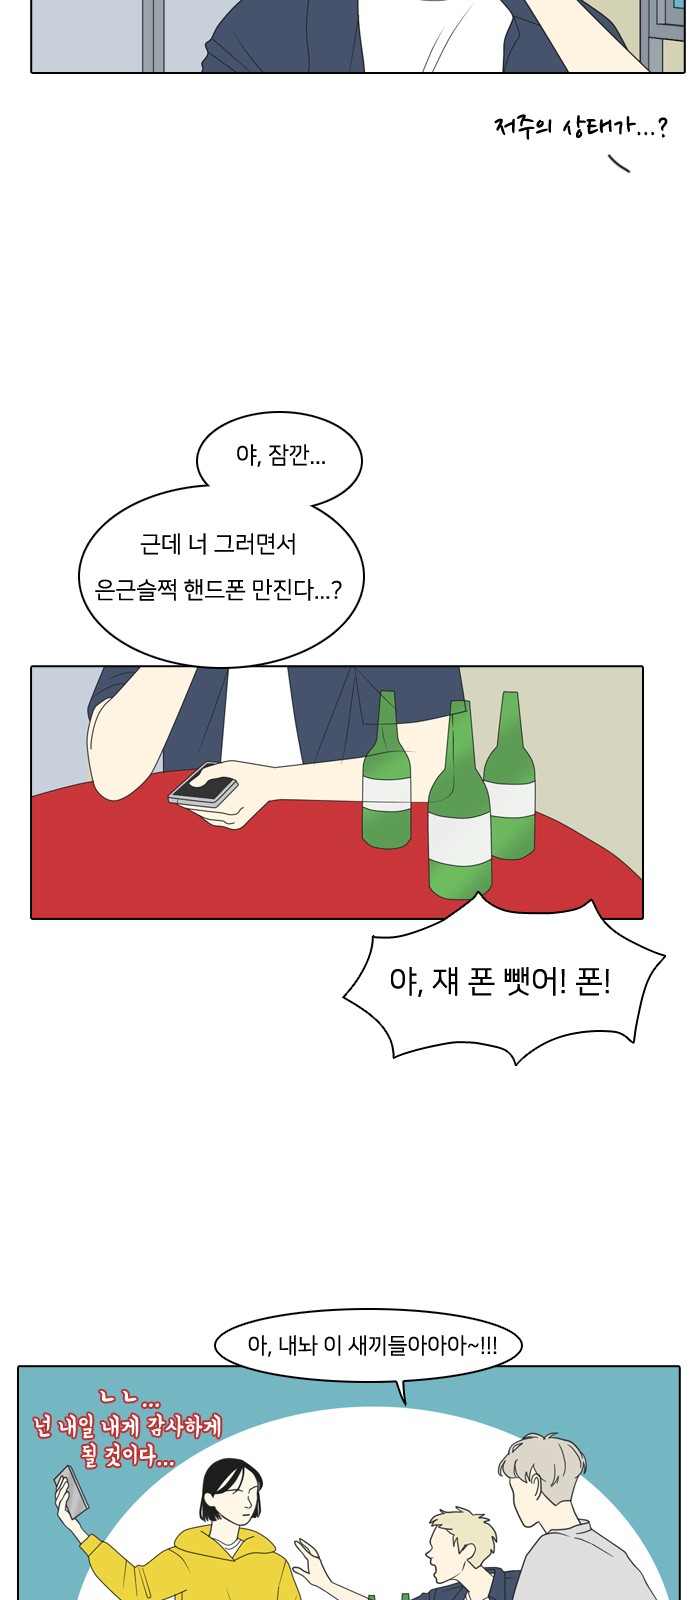 저주의 상태가...?
야, 잠깐...
근데 너 그러면서
은근슬쩍 핸드폰 만진다...?
야, 쟤 폰 뺏어! 폰!
아, 내놔 이 새끼들아아아~!!!
ㄴㄴ...
넌 내일 내게 감사하게
될 것이다...